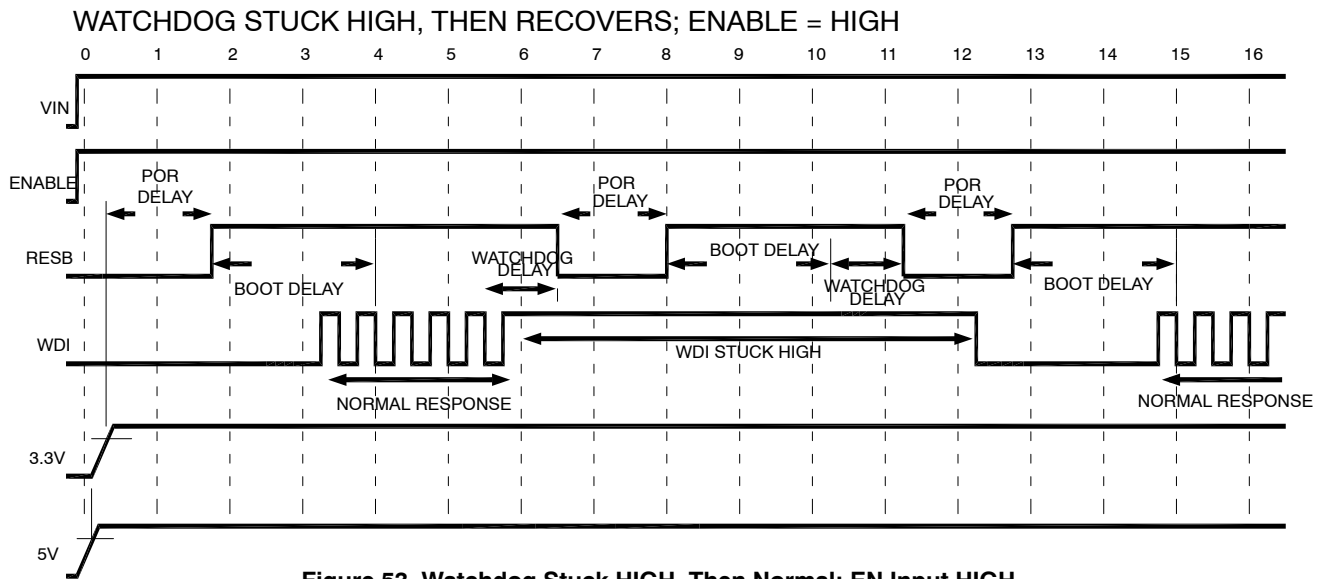 WATCHDOG STUCK HIGH, THEN RECOVERS; ENABLE = HIGH
0 1 2 3 4 5 6 7 8 9 10 11 12 13 14 15 16
VIN
ENABLE
POR
DELAY
POR
DELAY
POR
DELAY
RESB
BOOT DELAY
WATCHDOG
DELAY
BOOT DELAY
WATCHDOG
DELAY
BOOT DELAY
WDI
WDI STUCK HIGH
NORMAL RESPONSE
NORMAL RESPONSE
3.3V
5V
Figure 52. Watchdog Stuck HIGH, Then Normal; EN Input HIGH